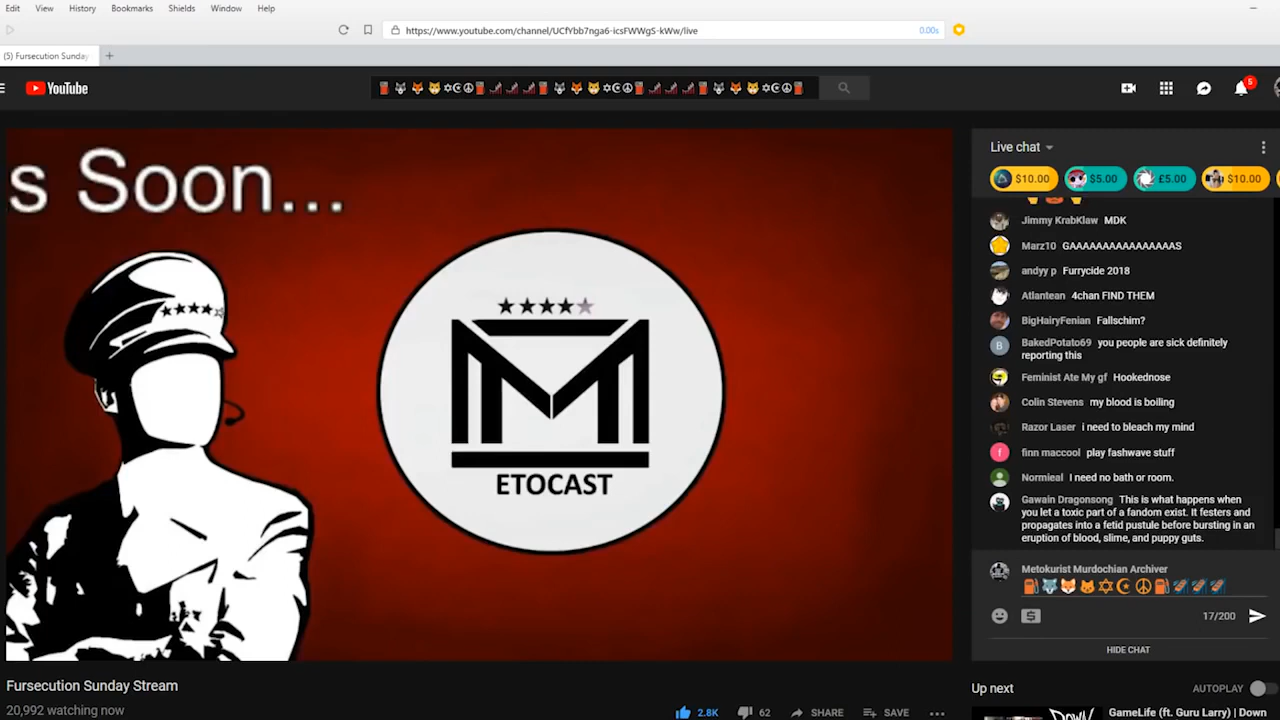 Edit View History Bookmarks Shields Window Help
https://www.youtube.com/channel/UCfYbb7nga6-icsFWWgS-kWw/live 0.00s
(5) Fursecution Sunday
YouTube
5
s Soon...
ETOCAST
Live chat
$10.00 $5.00 £5.00 $10.00
Jimmy KrabKlaw MDK
Marz10 GAAAAAAAAAAAAAAAAS
andyy p Furrycide 2018
Atlantean 4chan FIND THEM
BigHairyFenian Fallschim?
BakedPotato69 you people are sick definitely
reporting this
Feminist Ate My gf Hookednose
Colin Stevens my blood is boiling
Razor Laser i need to bleach my mind
finn maccool play fashwave stuff
Normieal I need no bath or room.
Gawain Dragonsong This is what happens when
you let a toxic part of a fandom exist. It festers and
propagates into a fetid pustule before bursting in an
eruption of blood, slime, and puppy guts.
Metokurist Murdochian Archiver
17/200
HIDE CHAT
Fursecution Sunday Stream
20,992 watching now
2.8K 62 SHARE SAVE
Up next AUTOPLAY
GameLife (ft. Guru Larry) | Down